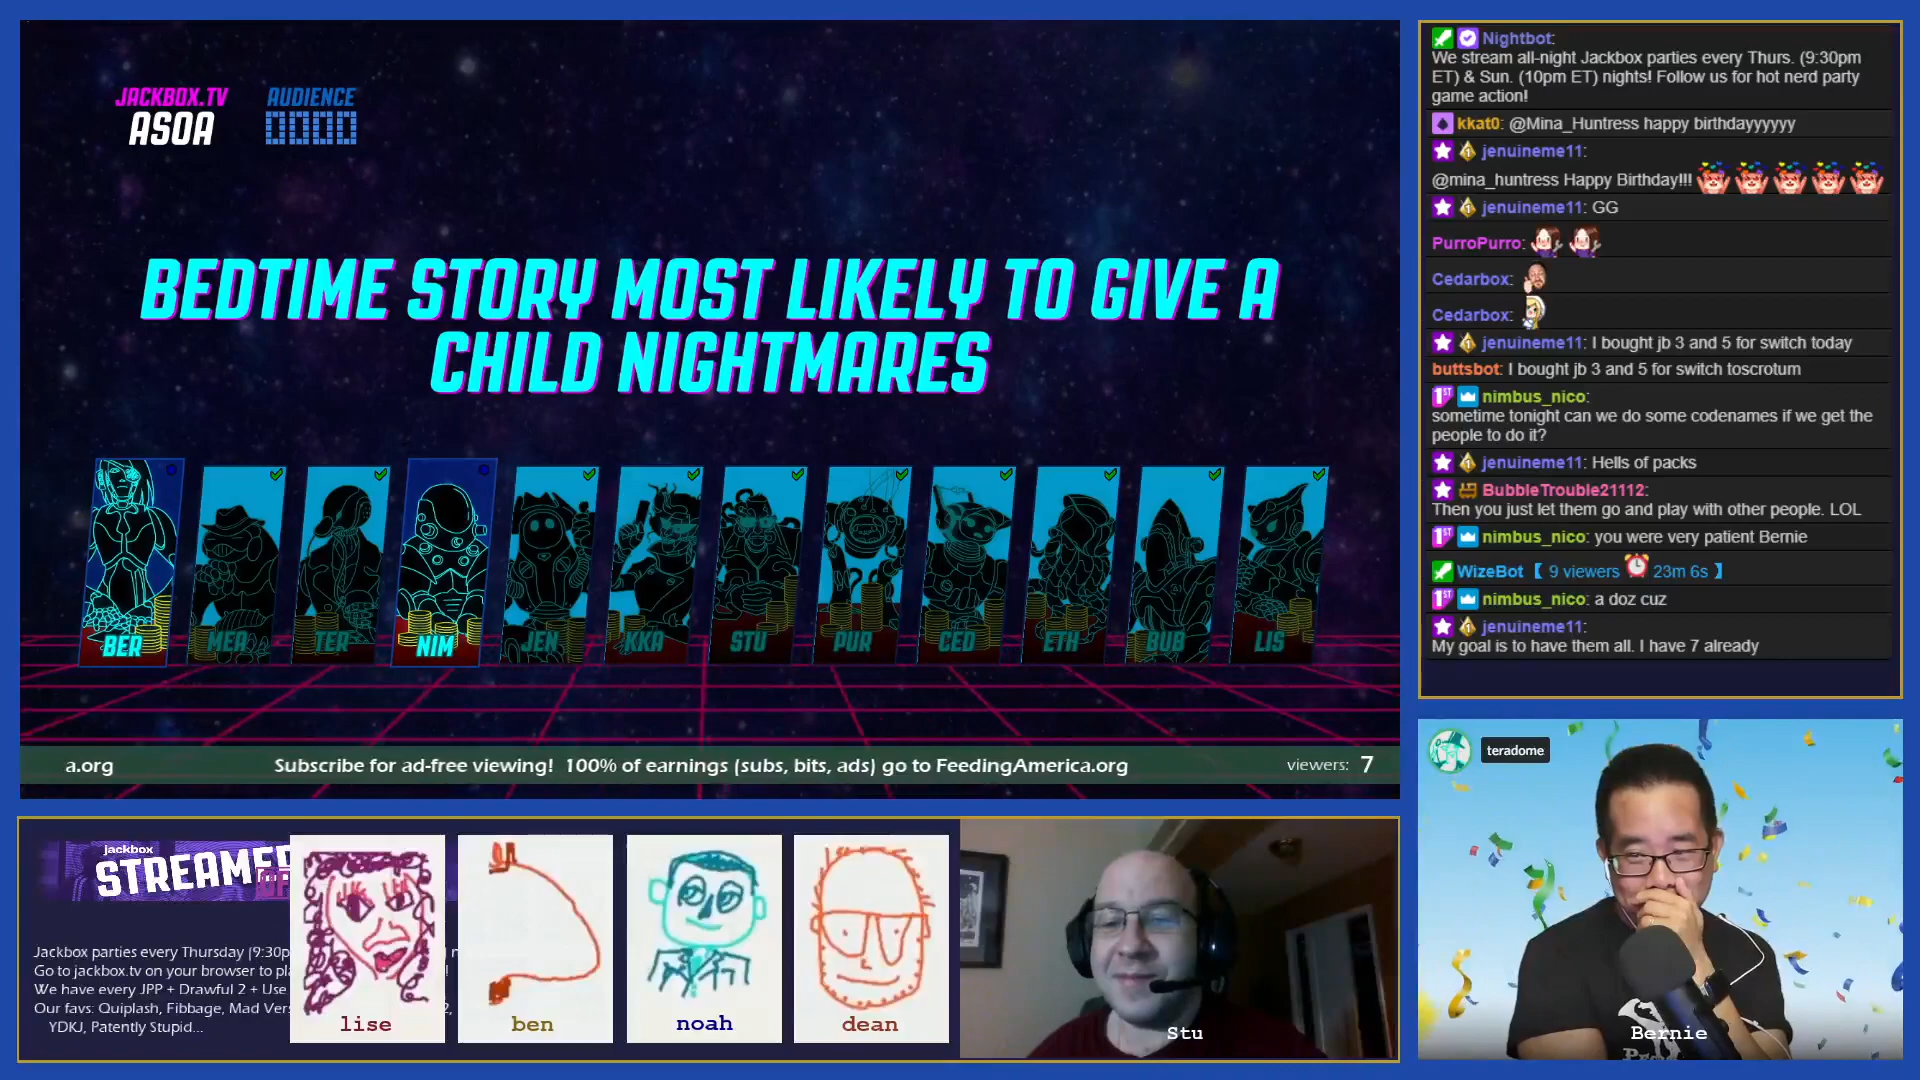 JACKBOX.TV
ASOA
AUDIENCE
BEDTIME STORY MOST LIKELY TO GIVE A
CHILD NIGHTMARES
BER
MEA
TER
NIM
JEN
KKA
STU
PUR
CED
ETH
BUB
LIS
a.org
Subscribe for ad-free viewing! 100% of earnings (subs, bits, ads) go to FeedingAmerica.org
viewers: 7
Nightbot:
We stream all-night Jackbox parties every Thurs. (9:30pm
ET) & Sun. (10pm ET) nights! Follow us for hot nerd party
game action!
kkat0: @Mina_Huntress happy birthdayyyyyy
jenuineme11:
@mina_huntress Happy Birthday!!!
jenuineme11: GG
PurroPurro:
Cedarbox:
Cedarbox:
jenuineme11: I bought jb 3 and 5 for switch today
buttsbot: I bought jb 3 and 5 for switch toscrotum
1ST nimbus_nico:
sometime tonight can we do some codenames if we get the
people to do it?
jenuineme11: Hells of packs
BubbleTrouble21112:
Then you just let them go and play with other people. LOL
1ST nimbus_nico: you were very patient Bernie
WizeBot 【 9 viewers 23m 6s 】
1ST nimbus_nico: a doz cuz
jenuineme11:
My goal is to have them all. I have 7 already
jackbox
STREAMED
Jackbox parties every Thursday (9:30p
Go to jackbox.tv on your browser to pla
We have every JPP + Drawful 2 + Use
Our favs: Quiplash, Fibbage, Mad Ver
YDKJ, Patently Stupid...
lise
ben
noah
dean
Stu
teradome
Bernie